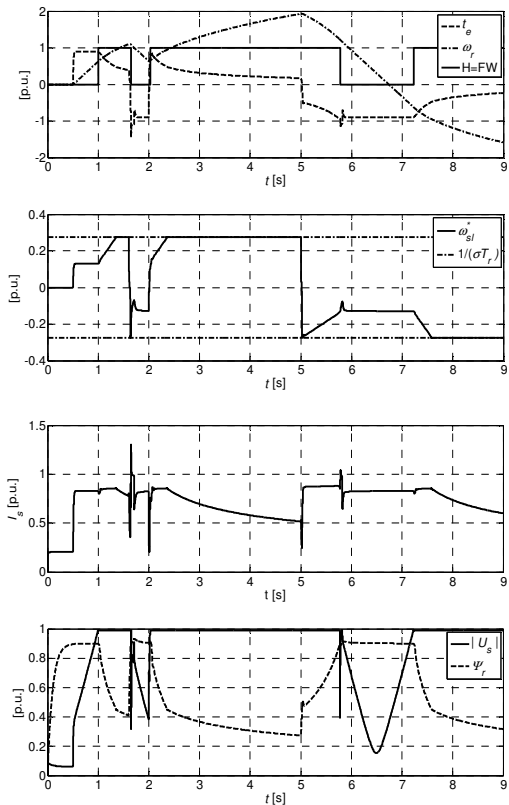 2
1
0
-1
-2
[p.u.]
t_e
ω_r
H=FW
0 1 2 3 4 5 6 7 8 9
t [s]
0.4
0.2
0
-0.2
-0.4
[p.u.]
ω*_sl
1/(σT_r)
0 1 2 3 4 5 6 7 8 9
t [s]
1.5
1
0.5
0
I_s [p.u.]
0 1 2 3 4 5 6 7 8 9
t [s]
1
0.8
0.6
0.4
0.2
0
[p.u.]
|U_s|
Ψ_r
0 1 2 3 4 5 6 7 8 9
t [s]